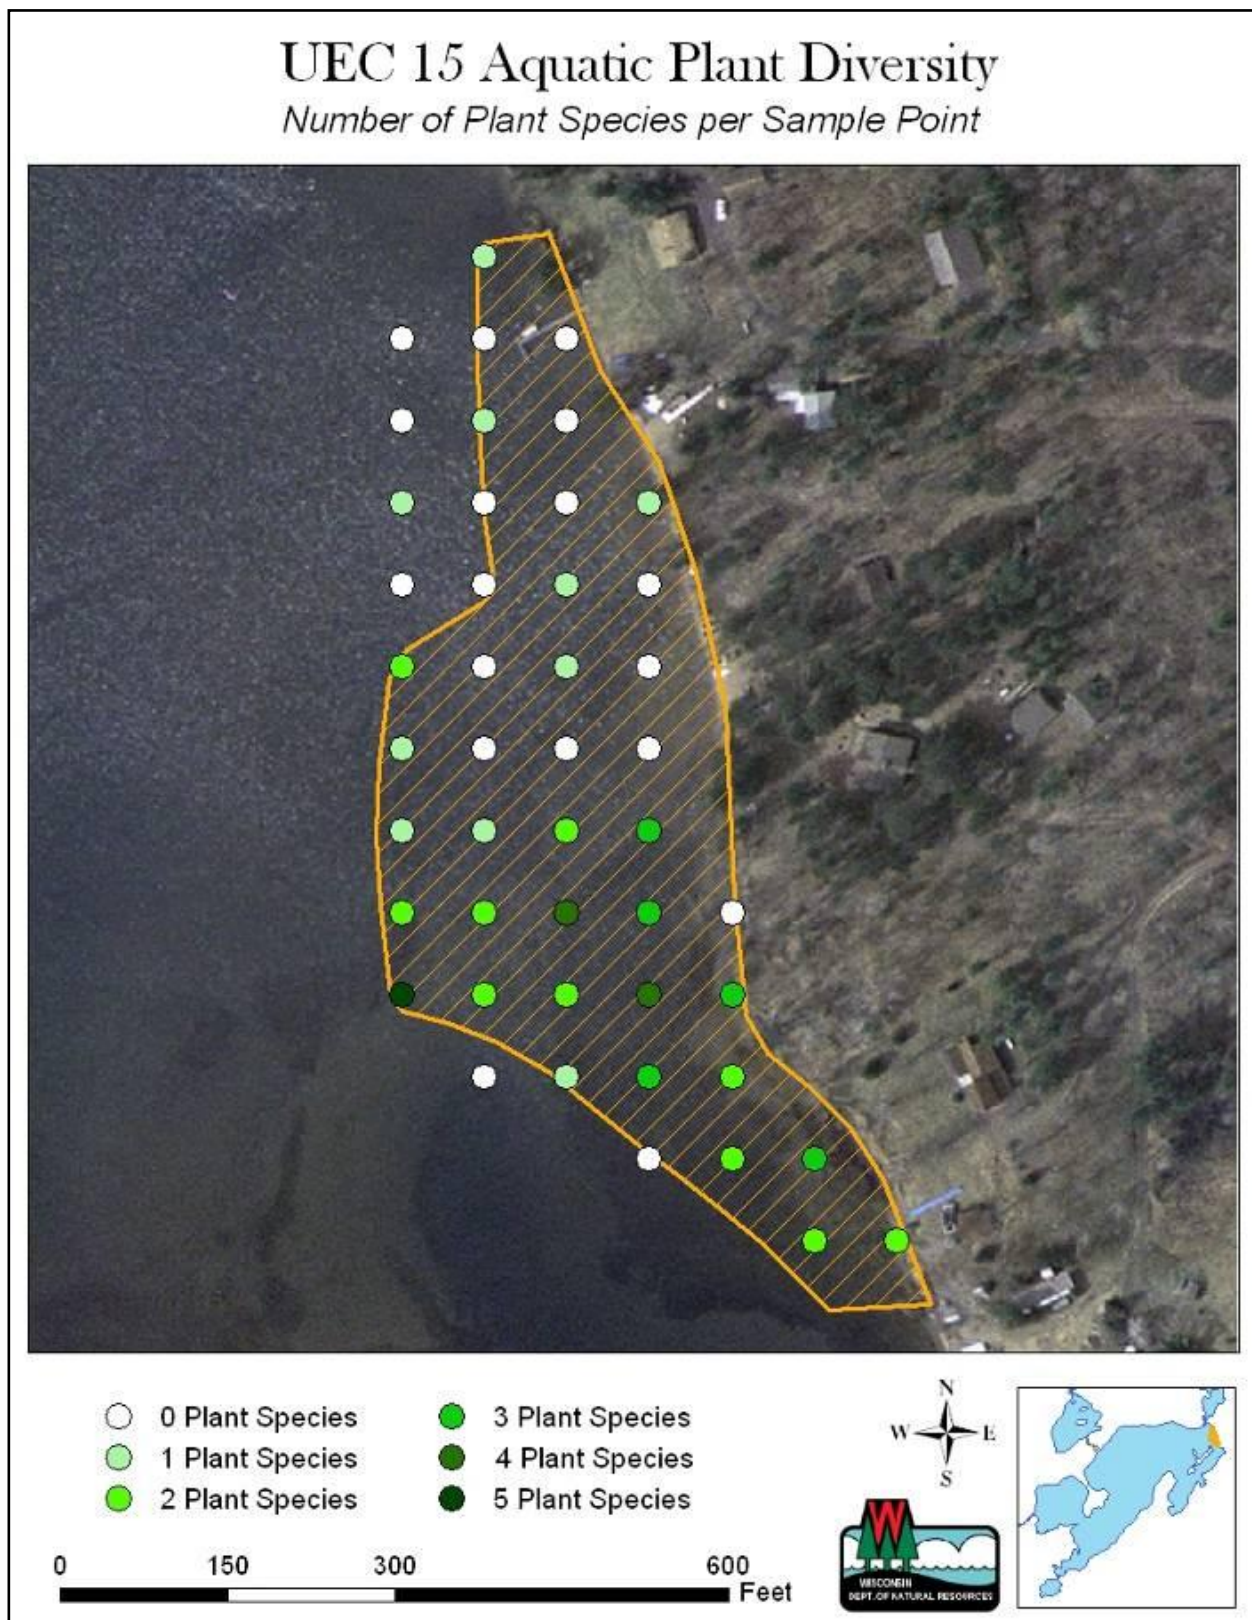 UEC 15 Aquatic Plant Diversity
Number of Plant Species per Sample Point
0 Plant Species
1 Plant Species
2 Plant Species
3 Plant Species
4 Plant Species
5 Plant Species
N
W E
S
0 150 300 600
Feet
W
WISCONSIN
DEPT. OF NATURAL RESOURCES